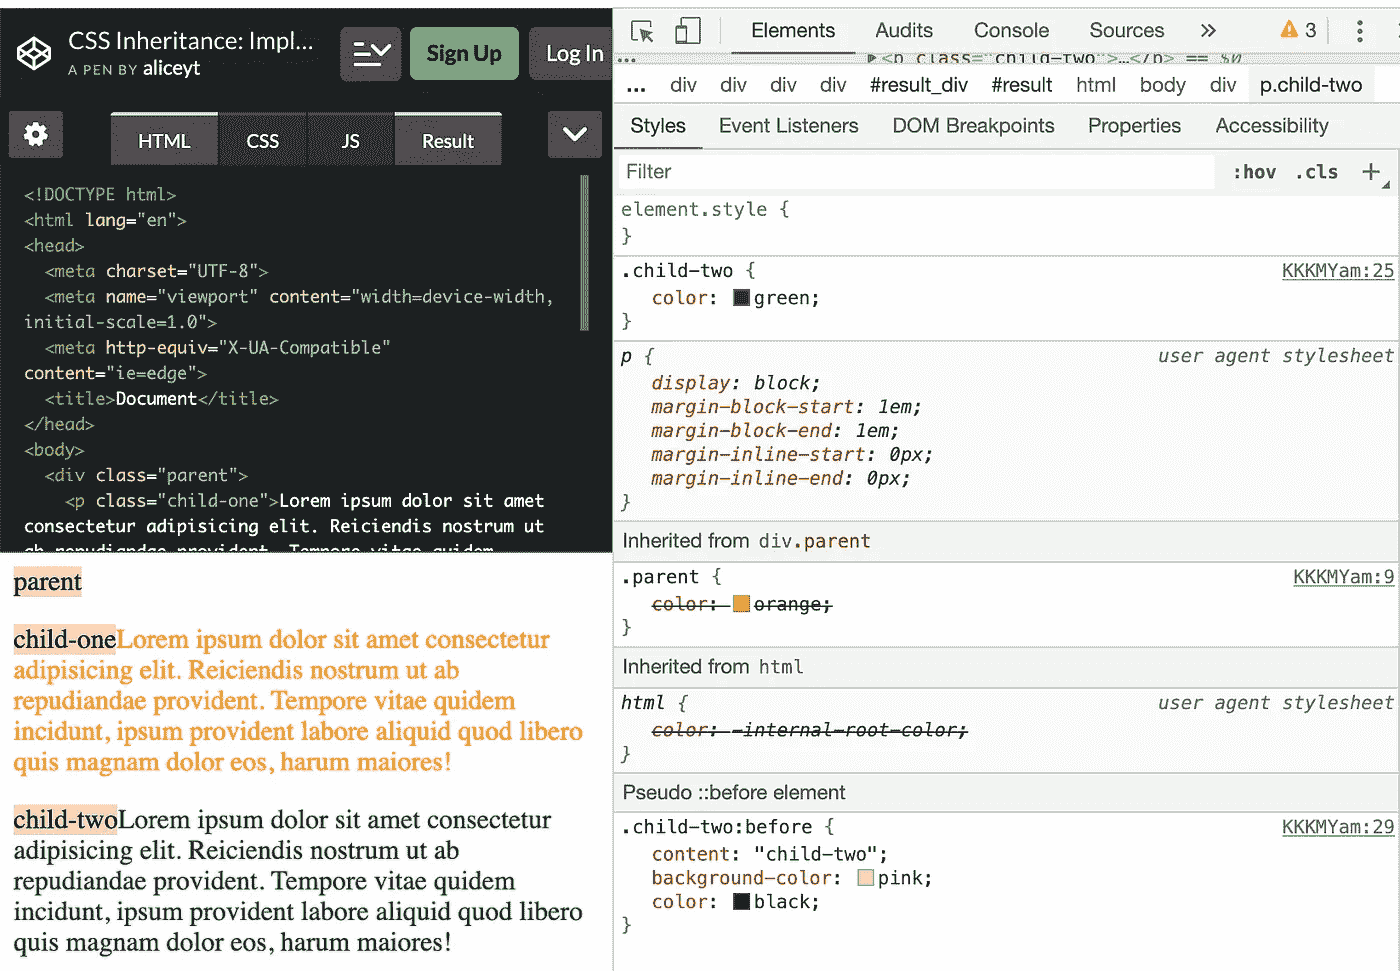 CSS Inheritance: Impl...
A PEN BY aliceyt
Sign Up
Log In
HTML
CSS
JS
Result
<!DOCTYPE html>
<html lang="en">
<head>
<meta charset="UTF-8">
<meta name="viewport" content="width=device-width,
initial-scale=1.0">
<meta http-equiv="X-UA-Compatible"
content="ie=edge">
<title>Document</title>
</head>
<body>
<div class="parent">
<p class="child-one">Lorem ipsum dolor sit amet
consectetur adipisicing elit. Reiciendis nostrum ut
ab repudiandae provident. Tempore vitae quidem
parent
child-oneLorem ipsum dolor sit amet consectetur
adipisicing elit. Reiciendis nostrum ut ab
repudiandae provident. Tempore vitae quidem
incidunt, ipsum provident labore aliquid quod libero
quis magnam dolor eos, harum maiores!
child-twoLorem ipsum dolor sit amet consectetur
adipisicing elit. Reiciendis nostrum ut ab
repudiandae provident. Tempore vitae quidem
incidunt, ipsum provident labore aliquid quod libero
quis magnam dolor eos, harum maiores!
Elements Audits Console Sources » 3
... ▶<p class="child-two">…</p> == $0
... div div div div #result_div #result html body div p.child-two
Styles Event Listeners DOM Breakpoints Properties Accessibility
Filter :hov .cls +
element.style {
}
.child-two { KKKMYam:25
color: green;
}
p { user agent stylesheet
display: block;
margin-block-start: 1em;
margin-block-end: 1em;
margin-inline-start: 0px;
margin-inline-end: 0px;
}
Inherited from div.parent
.parent { KKKMYam:9
color: orange;
}
Inherited from html
html { user agent stylesheet
color: -internal-root-color;
}
Pseudo ::before element
.child-two:before { KKKMYam:29
content: "child-two";
background-color: pink;
color: black;
}